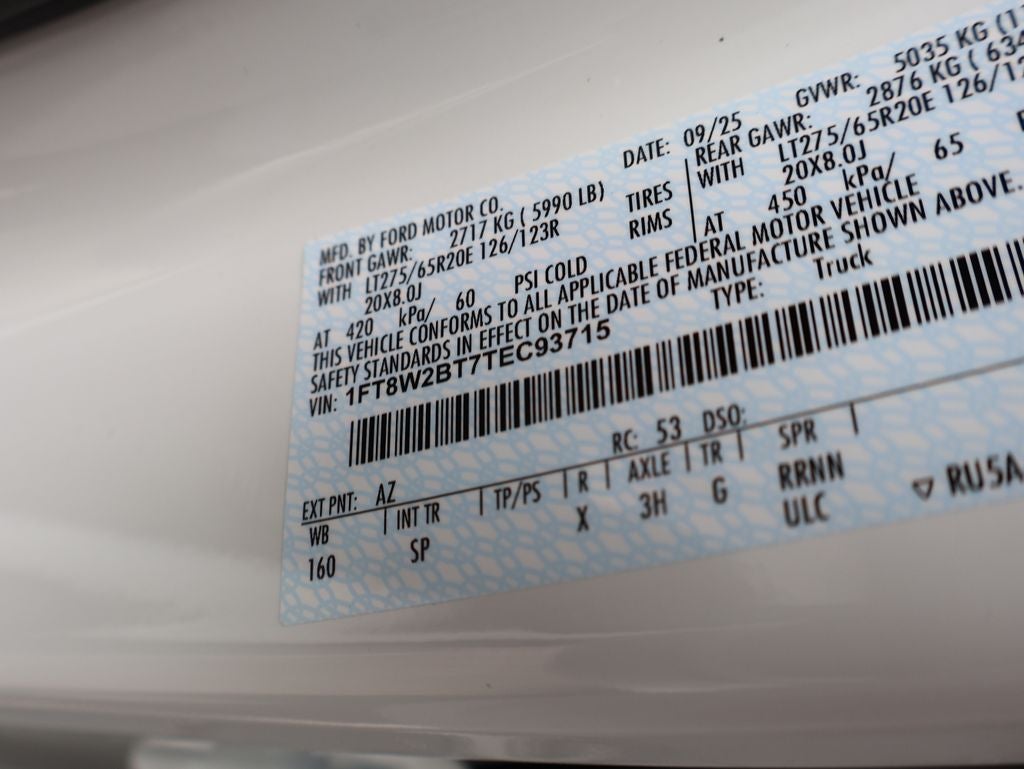 MFD. BY FORD MOTOR CO. DATE: 09/25 GVWR: 5035 KG
FRONT GAWR: 2717 KG ( 5990 LB) REAR GAWR: 2876 KG (
WITH LT275/65R20E 126/123R TIRES WITH LT275/65R20E
20X8.0J RIMS 20X8.0J
AT 420 kPa/ 60 PSI COLD AT 450 kPa/ 65
THIS VEHICLE CONFORMS TO ALL APPLICABLE FEDERAL MOTOR VEHICLE
SAFETY STANDARDS IN EFFECT ON THE DATE OF MANUFACTURE SHOWN ABOVE.
VIN: 1FT8W2BT7TEC93715 TYPE: Truck
EXT PNT: AZ RC: 53 DSO:
WB INT TR TP/PS R AXLE TR SPR
160 SP X 3H G RRNN
ULC ▽ RU5A